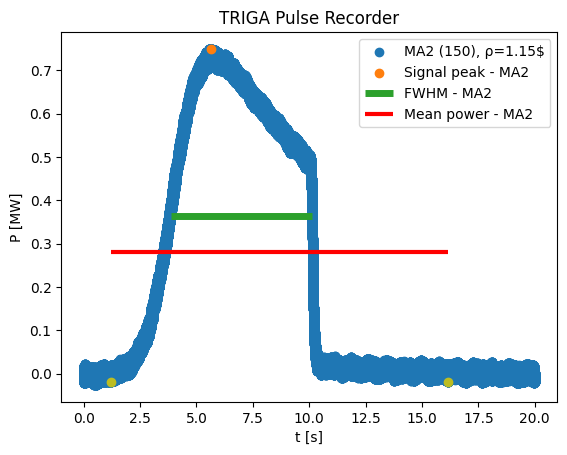 TRIGA Pulse Recorder
MA2 (150), ρ=1.15$
Signal peak - MA2
FWHM - MA2
Mean power - MA2
P [MW]
0.7
0.6
0.5
0.4
0.3
0.2
0.1
0.0
0.0 2.5 5.0 7.5 10.0 12.5 15.0 17.5 20.0
t [s]